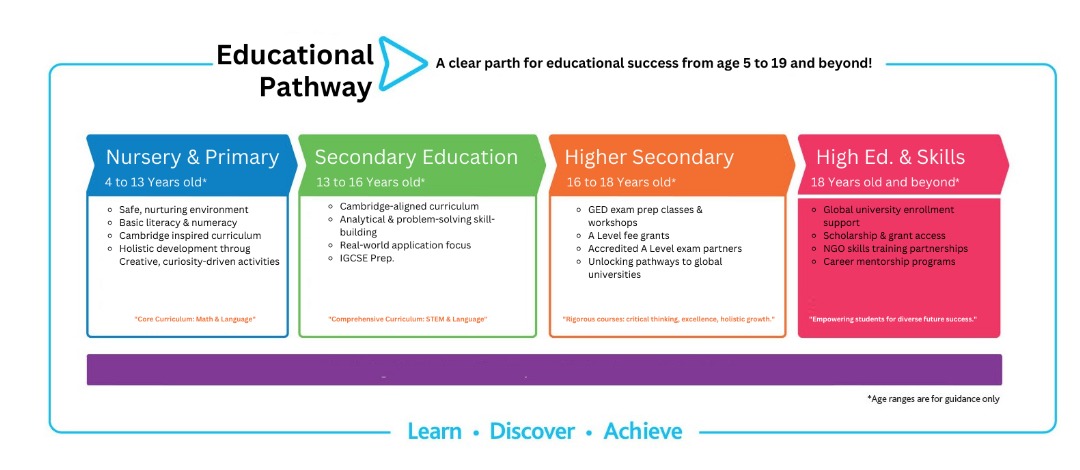 Educational
Pathway
A clear parth for educational success from age 5 to 19 and beyond!
Nursery & Primary
4 to 13 Years old*
Safe, nurturing environment
Basic literacy & numeracy
Cambridge inspired curriculum
Holistic development throug
Creative, curiosity-driven activities
"Core Curriculum: Math & Language"
Secondary Education
13 to 16 Years old*
Cambridge-aligned curriculum
Analytical & problem-solving skill-
building
Real-world application focus
IGCSE Prep.
"Comprehensive Curriculum: STEM & Language"
Higher Secondary
16 to 18 Years old*
GED exam prep classes &
workshops
A Level fee grants
Accredited A Level exam partners
Unlocking pathways to global
universities
"Rigorous courses: critical thinking, excellence, holistic growth."
High Ed. & Skills
18 Years old and beyond*
Global university enrollment
support
Scholarship & grant access
NGO skills training partnerships
Career mentorship programs
"Empowering students for diverse future success."
*Age ranges are for guidance only
Learn • Discover • Achieve